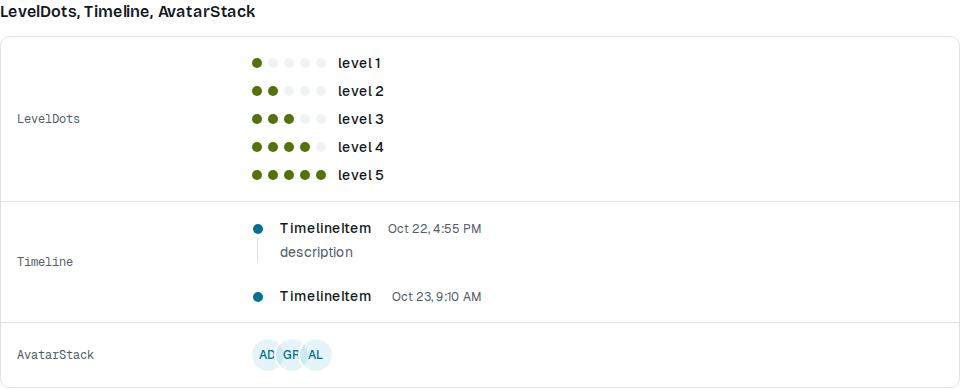 LevelDots, Timeline, AvatarStack
LevelDots
level 1
level 2
level 3
level 4
level 5
Timeline
TimelineItem Oct 22, 4:55 PM
description
TimelineItem Oct 23, 9:10 AM
AvatarStack
AD GR AL